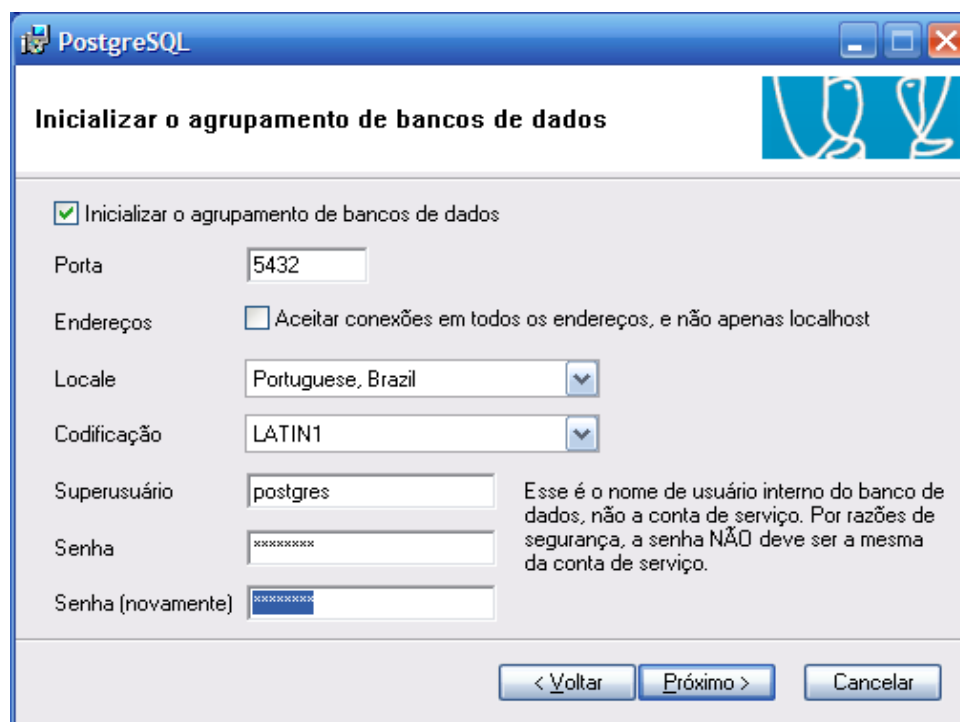 PostgreSQL
Inicializar o agrupamento de bancos de dados
Inicializar o agrupamento de bancos de dados
Porta 5432
Endereços Aceitar conexões em todos os endereços, e não apenas localhost
Locale Portuguese, Brazil
Codificação LATIN1
Superusuário postgres
Esse é o nome de usuário interno do banco de
dados, não a conta de serviço. Por razões de
segurança, a senha NÃO deve ser a mesma
da conta de serviço.
Senha ********
Senha (novamente) ********
< Voltar Próximo > Cancelar